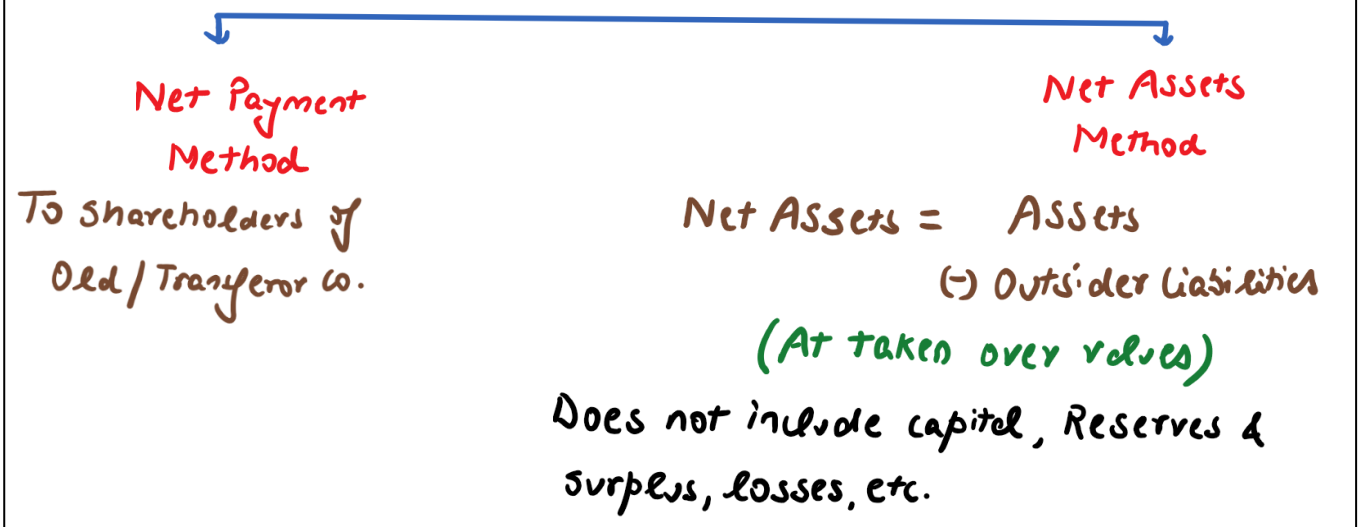 Net Payment
Method
To Shareholders of
Old/Transferor co.
Net Assets
Method
Net Assets = Assets
(-) Outsider Liabilities
(At taken over values)
Does not include capital, Reserves &
surplus, losses, etc.